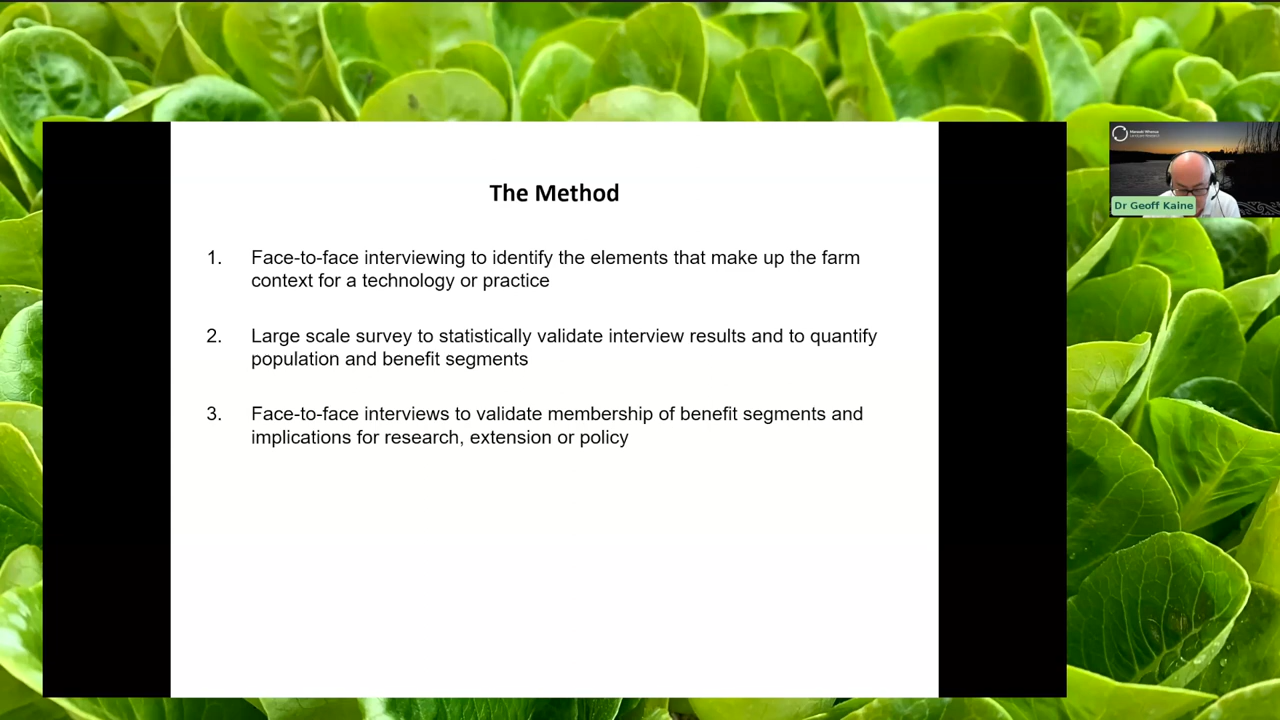 The Method
1. Face-to-face interviewing to identify the elements that make up the farm
context for a technology or practice
2. Large scale survey to statistically validate interview results and to quantify
population and benefit segments
3. Face-to-face interviews to validate membership of benefit segments and
implications for research, extension or policy
Dr Geoff Kaine